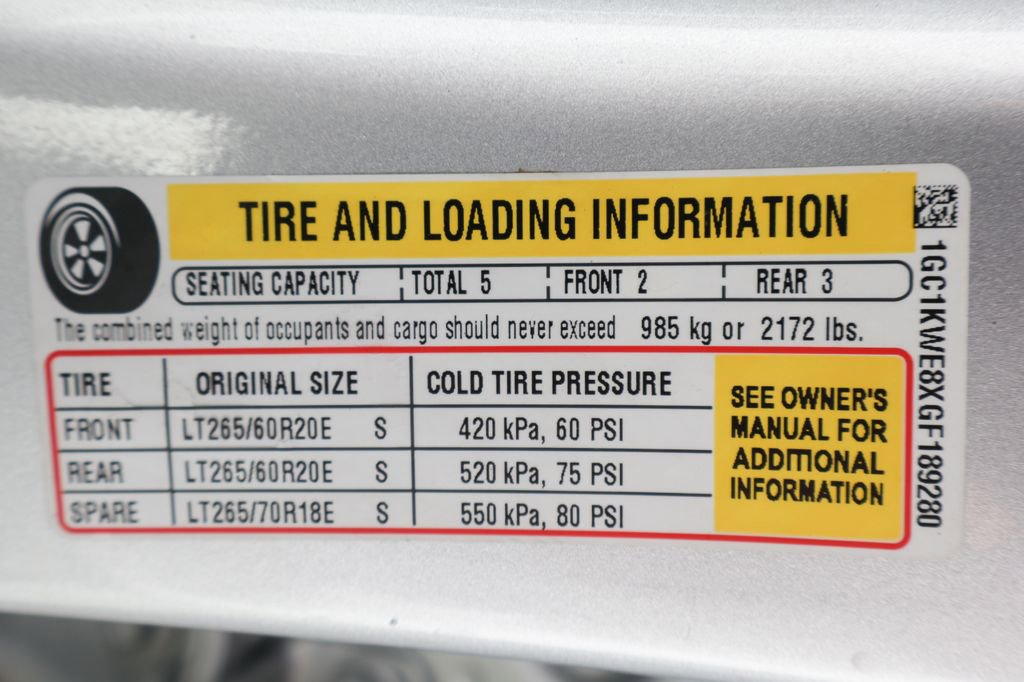 TIRE AND LOADING INFORMATION
SEATING CAPACITY TOTAL 5 FRONT 2 REAR 3
The combined weight of occupants and cargo should never exceed 985 kg or 2172 lbs.
TIRE ORIGINAL SIZE COLD TIRE PRESSURE
FRONT LT265/60R20E S 420 kPa, 60 PSI
REAR LT265/60R20E S 520 kPa, 75 PSI
SPARE LT265/70R18E S 550 kPa, 80 PSI
SEE OWNER'S
MANUAL FOR
ADDITIONAL
INFORMATION
1GC1KWE8XGF189280